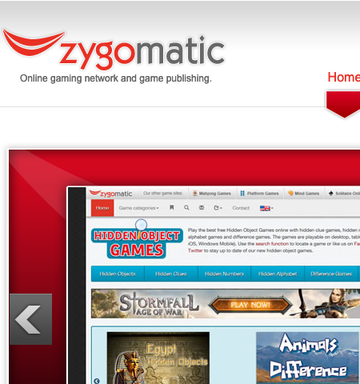 zygomatic
Online gaming network and game publishing.
Home
zygomatic
Our other game sites
Mahjong Games
Platform Games
Mind Games
Solitaire Onli
Home
Game categories
Contact
HIDDEN OBJECT
GAMES
Play the best free Hidden Object Games online with hidden clue games, hidden n
alphabet games and difference games. The games are playable on desktop, table
iOS, Windows Mobile). Use the search function to locate a game or like us on Fa
Twitter to stay up to date of our new hidden object games.
Hidden Objects
Hidden Clues
Hidden Numbers
Hidden Alphabet
Difference Games
STORMFALL
AGE OF WAR
PLAY NOW!
Egypt
Hidden Objects
Animals
Difference